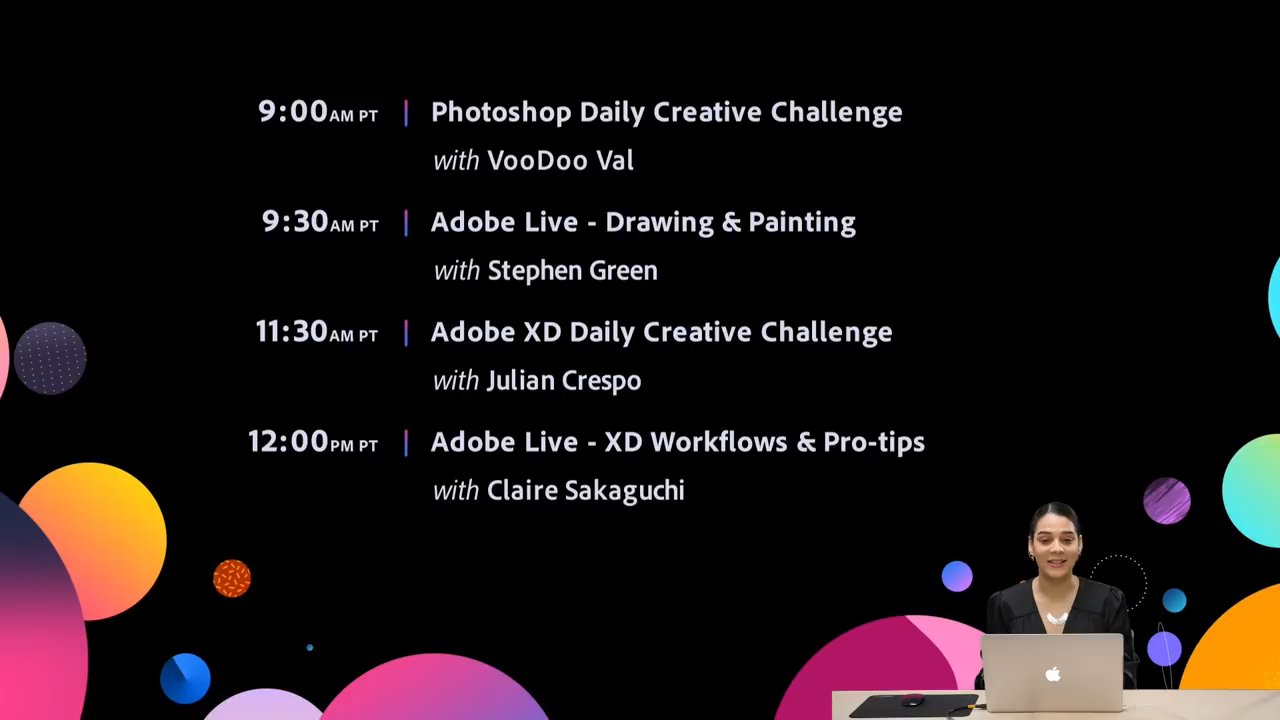 9:00AM PT | Photoshop Daily Creative Challenge
with VooDoo Val
9:30AM PT | Adobe Live - Drawing & Painting
with Stephen Green
11:30AM PT | Adobe XD Daily Creative Challenge
with Julian Crespo
12:00PM PT | Adobe Live - XD Workflows & Pro-tips
with Claire Sakaguchi